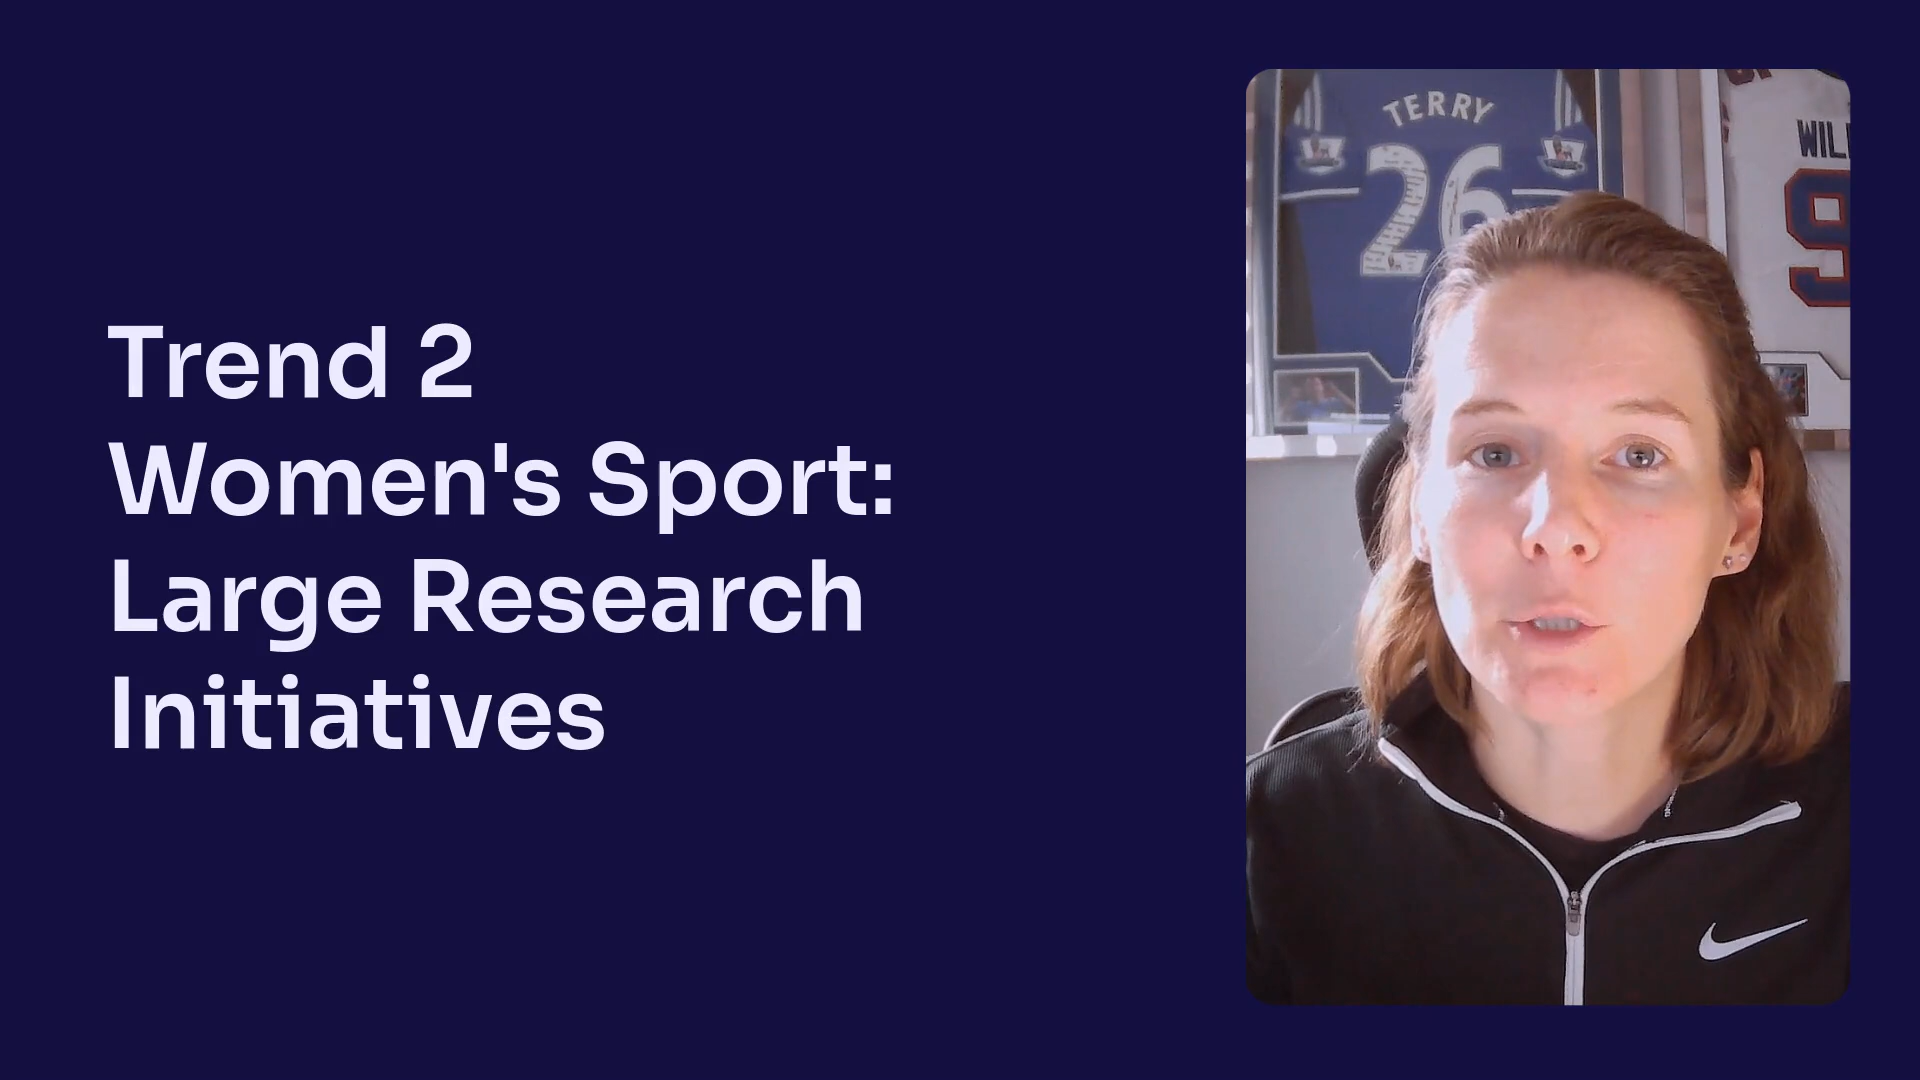 Trend 2
Women's Sport:
Large Research
Initiatives
TERRY
26